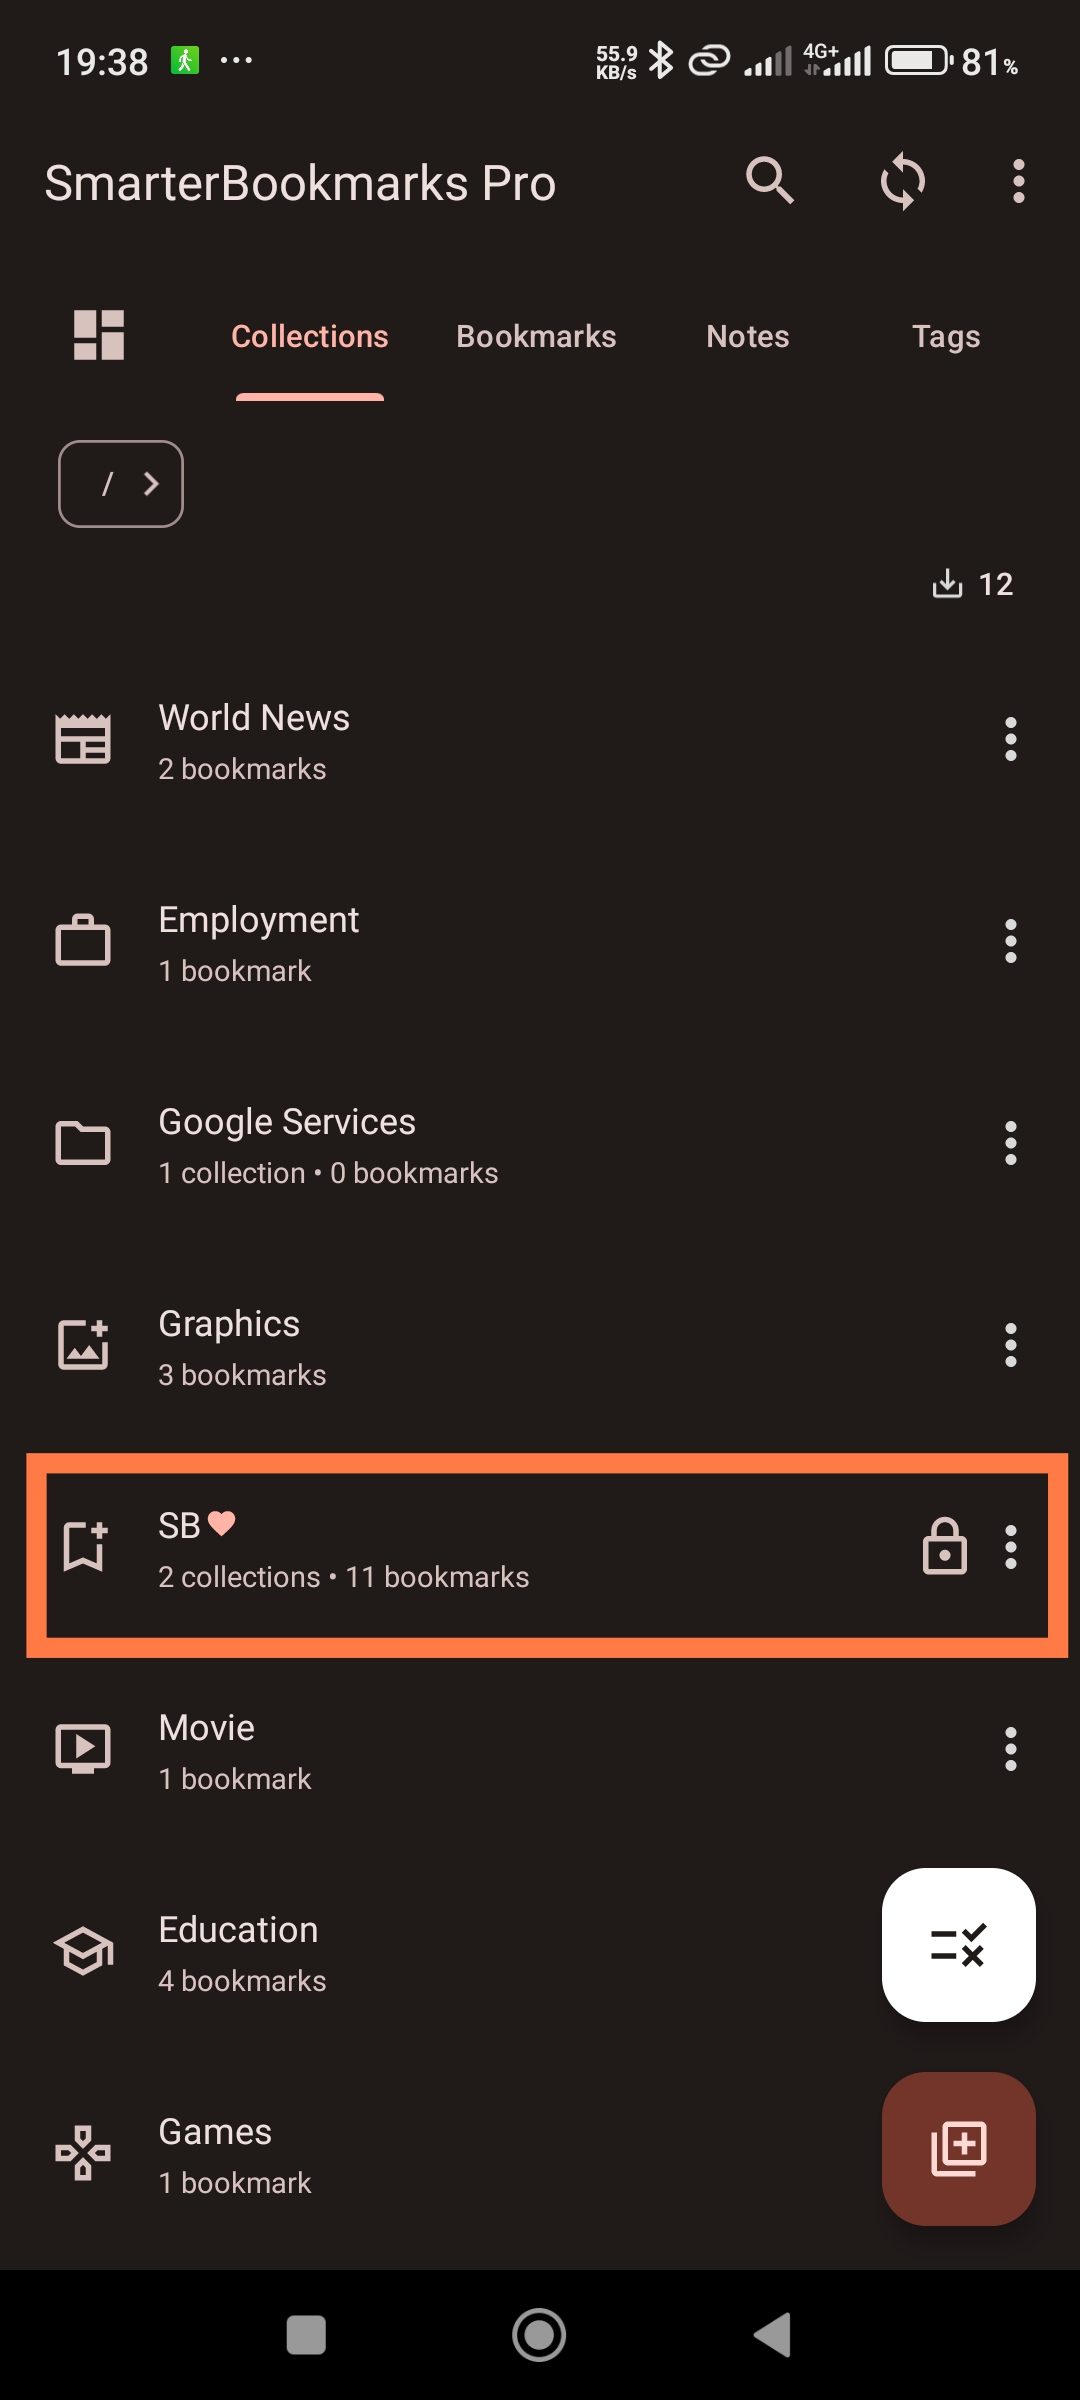 19:38 ... 55.9 KB/s 4G+ 81%
SmarterBookmarks Pro
Collections Bookmarks Notes Tags
/
12
World News
2 bookmarks
Employment
1 bookmark
Google Services
1 collection • 0 bookmarks
Graphics
3 bookmarks
SB
2 collections • 11 bookmarks
Movie
1 bookmark
Education
4 bookmarks
Games
1 bookmark